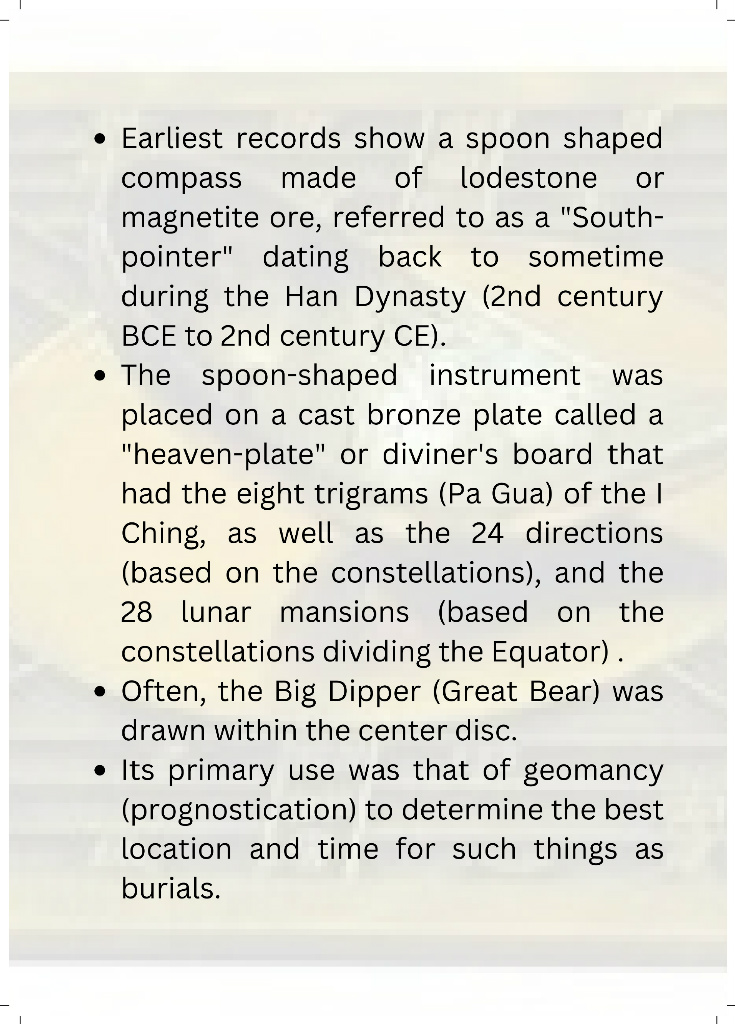 • Earliest records show a spoon shaped
compass made of lodestone or
magnetite ore, referred to as a "South-
pointer" dating back to sometime
during the Han Dynasty (2nd century
BCE to 2nd century CE).
• The spoon-shaped instrument was
placed on a cast bronze plate called a
"heaven-plate" or diviner's board that
had the eight trigrams (Pa Gua) of the I
Ching, as well as the 24 directions
(based on the constellations), and the
28 lunar mansions (based on the
constellations dividing the Equator) .
• Often, the Big Dipper (Great Bear) was
drawn within the center disc.
• Its primary use was that of geomancy
(prognostication) to determine the best
location and time for such things as
burials.